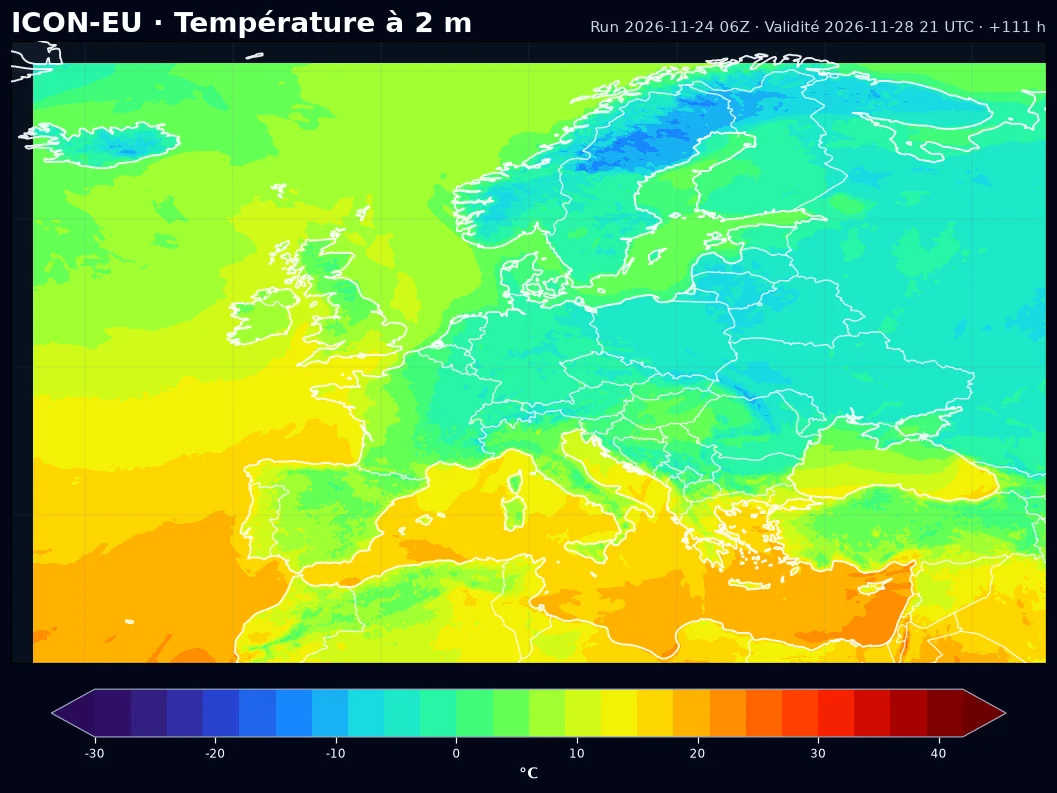 ICON-EU · Température à 2 m
Run 2026-11-24 06Z · Validité 2026-11-28 21 UTC · +111 h
-30 -20 -10 0 10 20 30 40
°C